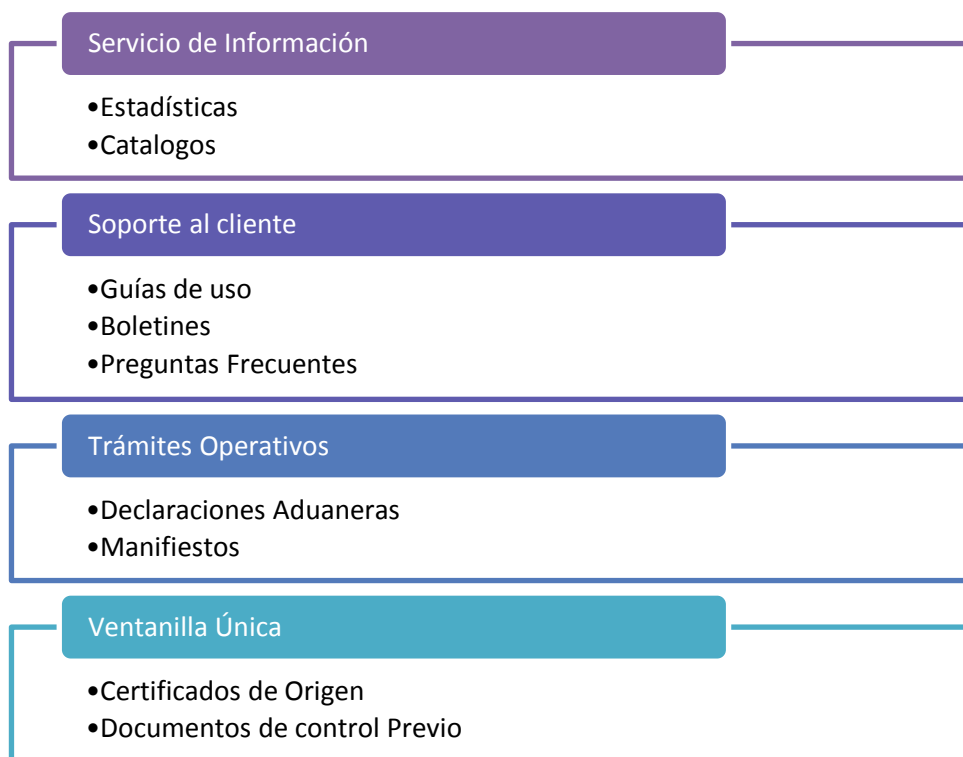 Servicio de Información
•Estadísticas
•Catalogos
Soporte al cliente
•Guías de uso
•Boletines
•Preguntas Frecuentes
Trámites Operativos
•Declaraciones Aduaneras
•Manifiestos
Ventanilla Única
•Certificados de Origen
•Documentos de control Previo